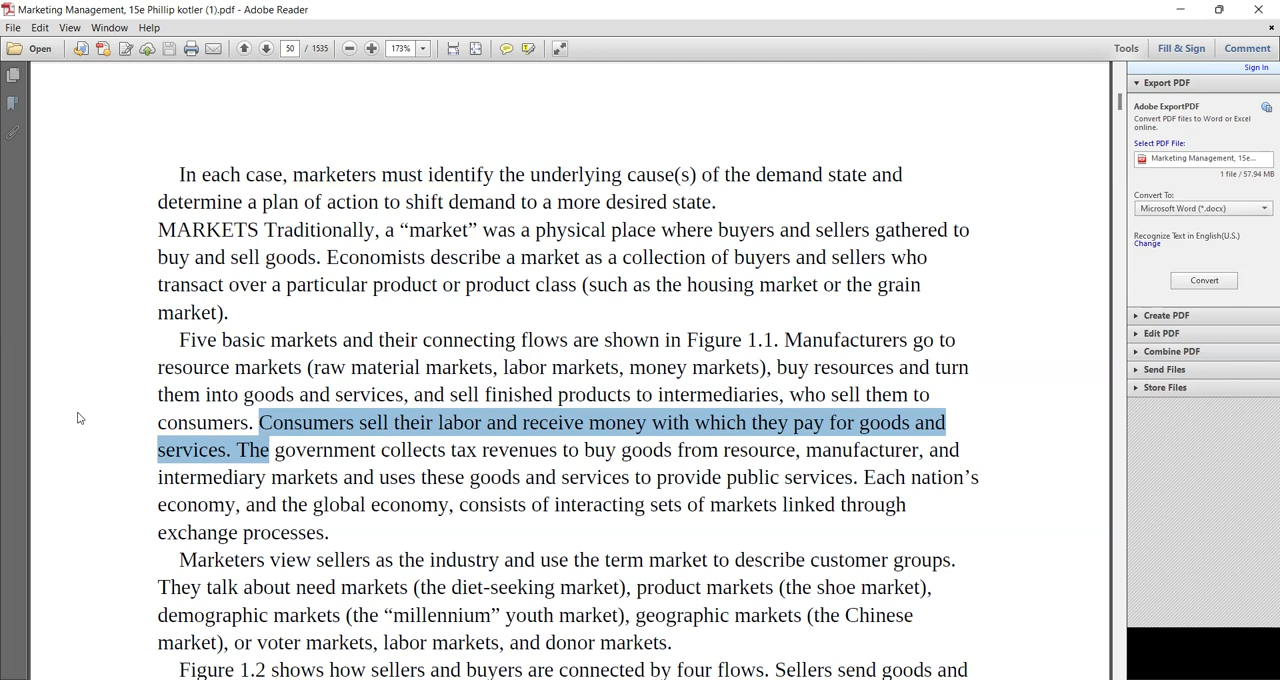 Marketing Management, 15e Phillip kotler (1).pdf - Adobe Reader
File Edit View Window Help
Open 50 / 1535 173% Tools Fill & Sign Comment
Sign In
Export PDF
Adobe ExportPDF
Convert PDF files to Word or Excel
online.
Select PDF File:
Marketing Management, 15e...
1 file / 57.94 MB
Convert To:
Microsoft Word (*.docx)
Recognize Text in English(U.S.)
Change
Convert
Create PDF
Edit PDF
Combine PDF
Send Files
Store Files
In each case, marketers must identify the underlying cause(s) of the demand state and
determine a plan of action to shift demand to a more desired state.
MARKETS Traditionally, a “market” was a physical place where buyers and sellers gathered to
buy and sell goods. Economists describe a market as a collection of buyers and sellers who
transact over a particular product or product class (such as the housing market or the grain
market).
Five basic markets and their connecting flows are shown in Figure 1.1. Manufacturers go to
resource markets (raw material markets, labor markets, money markets), buy resources and turn
them into goods and services, and sell finished products to intermediaries, who sell them to
consumers. Consumers sell their labor and receive money with which they pay for goods and
services. The government collects tax revenues to buy goods from resource, manufacturer, and
intermediary markets and uses these goods and services to provide public services. Each nation’s
economy, and the global economy, consists of interacting sets of markets linked through
exchange processes.
Marketers view sellers as the industry and use the term market to describe customer groups.
They talk about need markets (the diet-seeking market), product markets (the shoe market),
demographic markets (the “millennium” youth market), geographic markets (the Chinese
market), or voter markets, labor markets, and donor markets.
Figure 1.2 shows how sellers and buyers are connected by four flows. Sellers send goods and